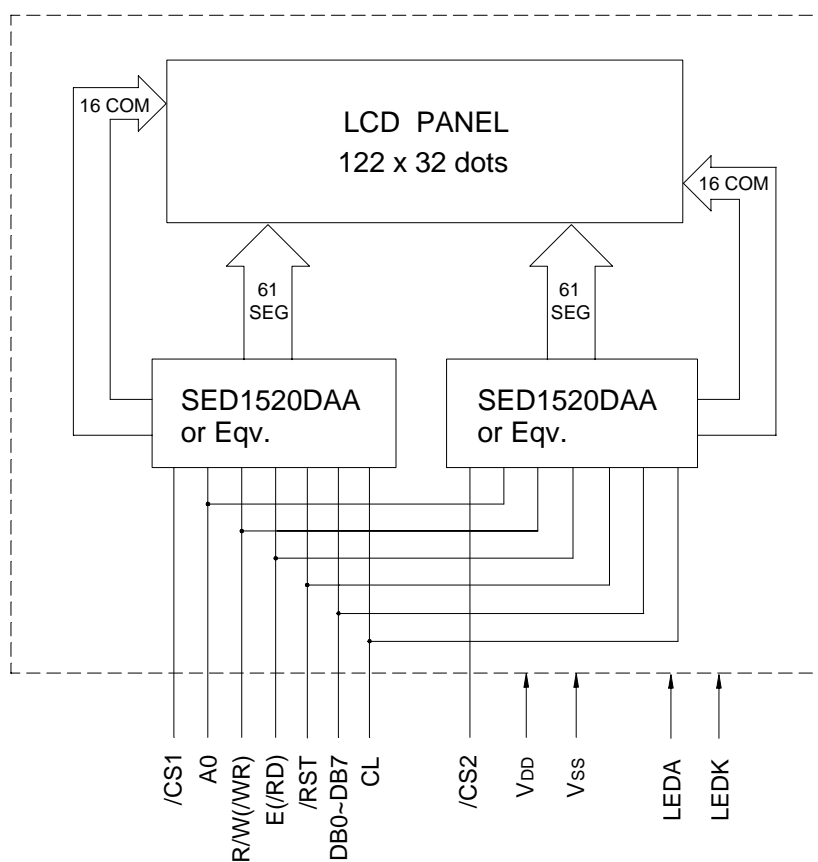 LCD PANEL
122 x 32 dots
16 COM
16 COM
61
SEG
61
SEG
SED1520DAA
or Eqv.
SED1520DAA
or Eqv.
/CS1
A0
R/W(/WR)
E(/RD)
/RST
DB0~DB7
CL
/CS2
VDD
VSS
LEDA
LEDK